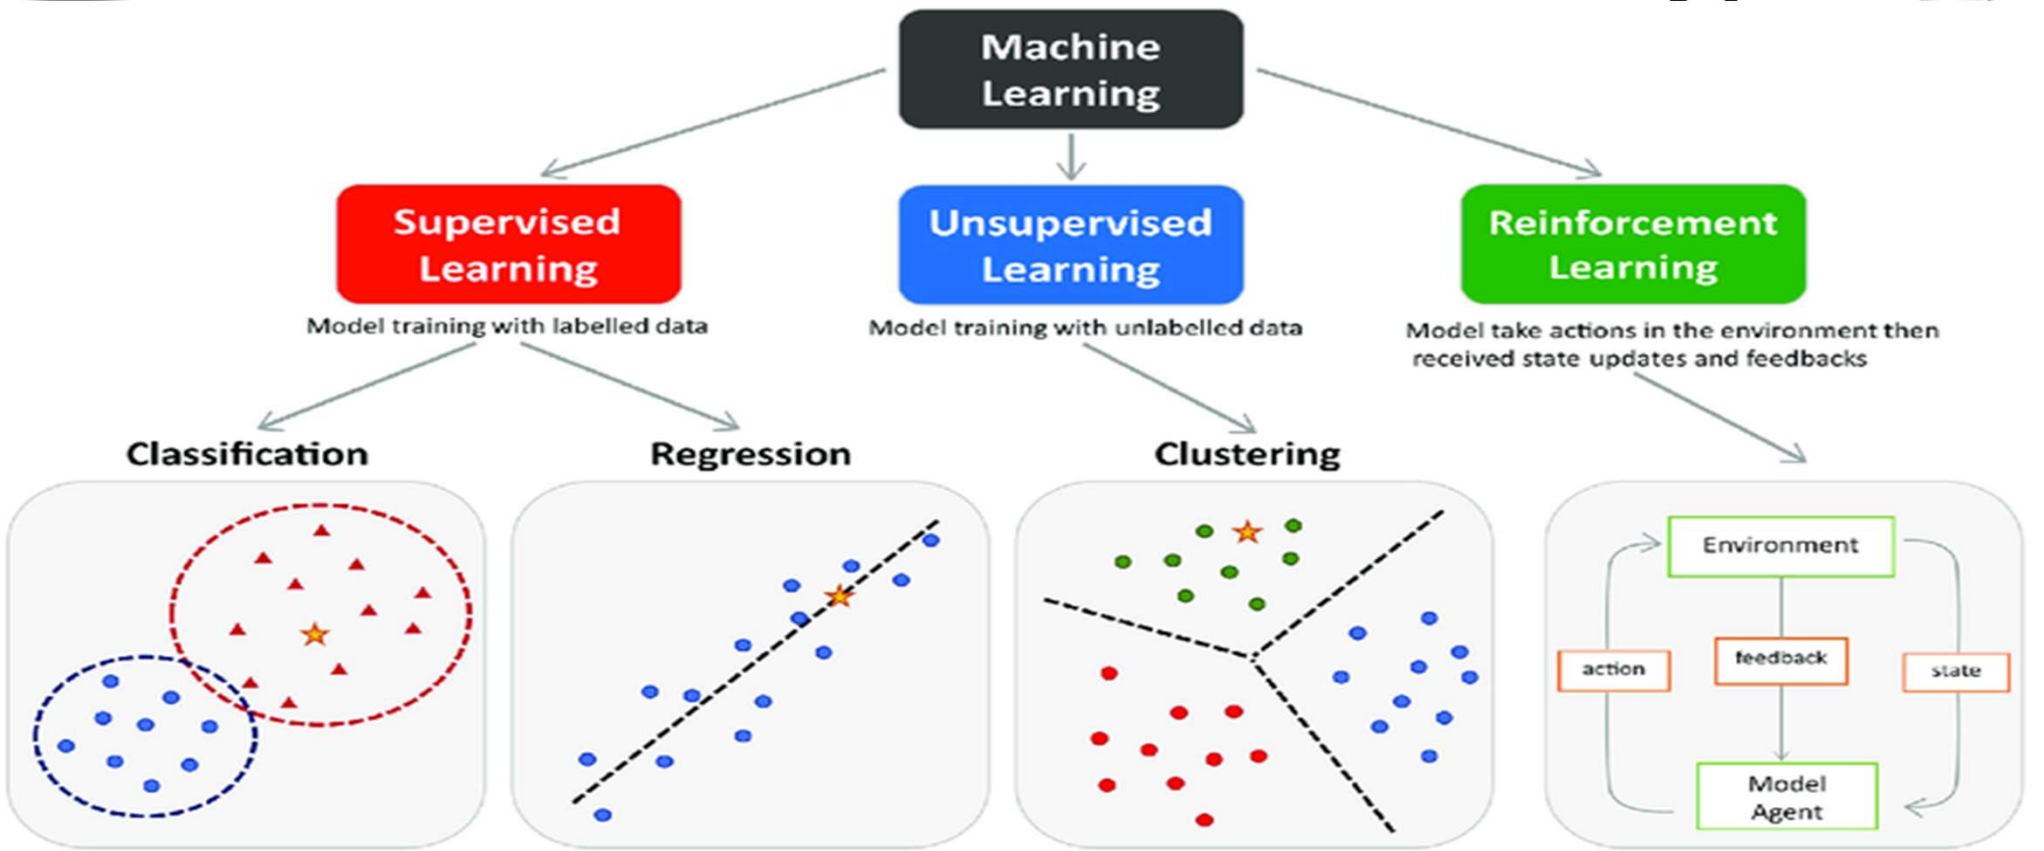 Machine
Learning
Supervised
Learning
Unsupervised
Learning
Reinforcement
Learning
Model training with labelled data
Model training with unlabelled data
Model take actions in the environment then
received state updates and feedbacks
Classification
Regression
Clustering
Environment
action
feedback
state
Model
Agent